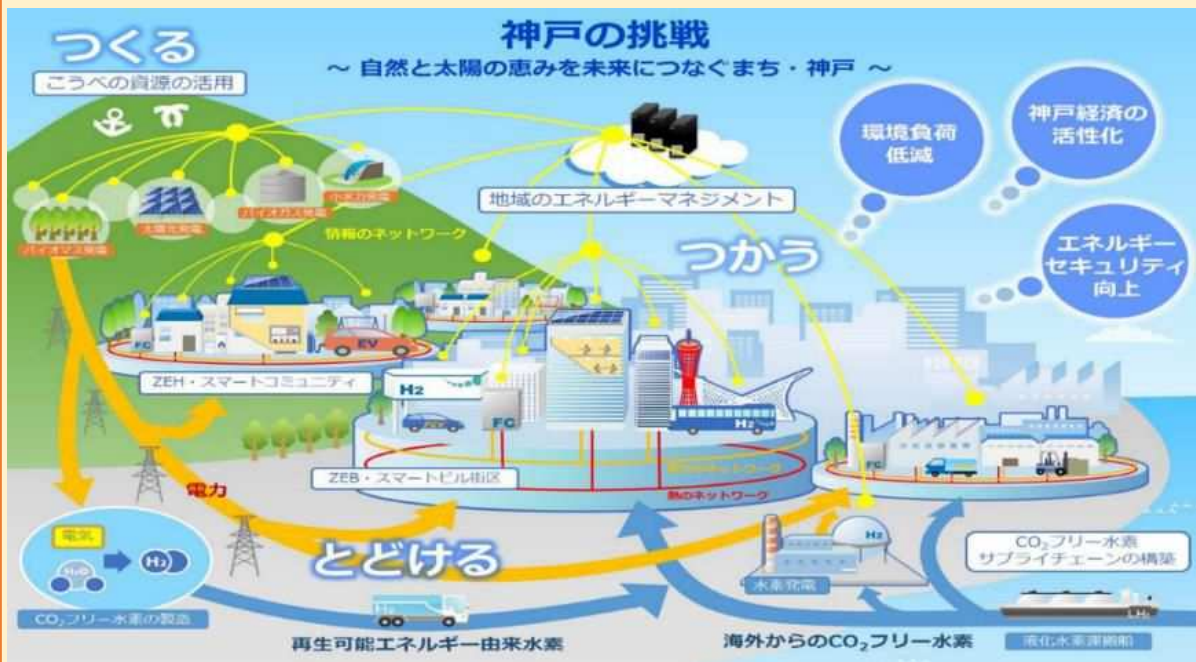 つくる
こうべの資源の活用
神戸の挑戦
～ 自然と太陽の恵みを未来につなぐまち・神戸 ～
環境負荷
低減
神戸経済の
活性化
エネルギー
セキュリティ
向上
バイオマス発電
太陽光発電
バイオガス発電
小水力発電
情報のネットワーク
地域のエネルギーマネジメント
つかう
FC
EV
ZEH・スマートコミュニティ
H2
FC
H2
ZEB・スマートビル街区
ネットワーク
熱のネットワーク
FC
電力
とどける
電気
H₂O
H₂
CO₂フリー水素の製造
H2
再生可能エネルギー由来水素
H2
水素発電
CO₂フリー水素
サプライチェーンの構築
海外からのCO₂フリー水素
LH₂
液化水素運搬船